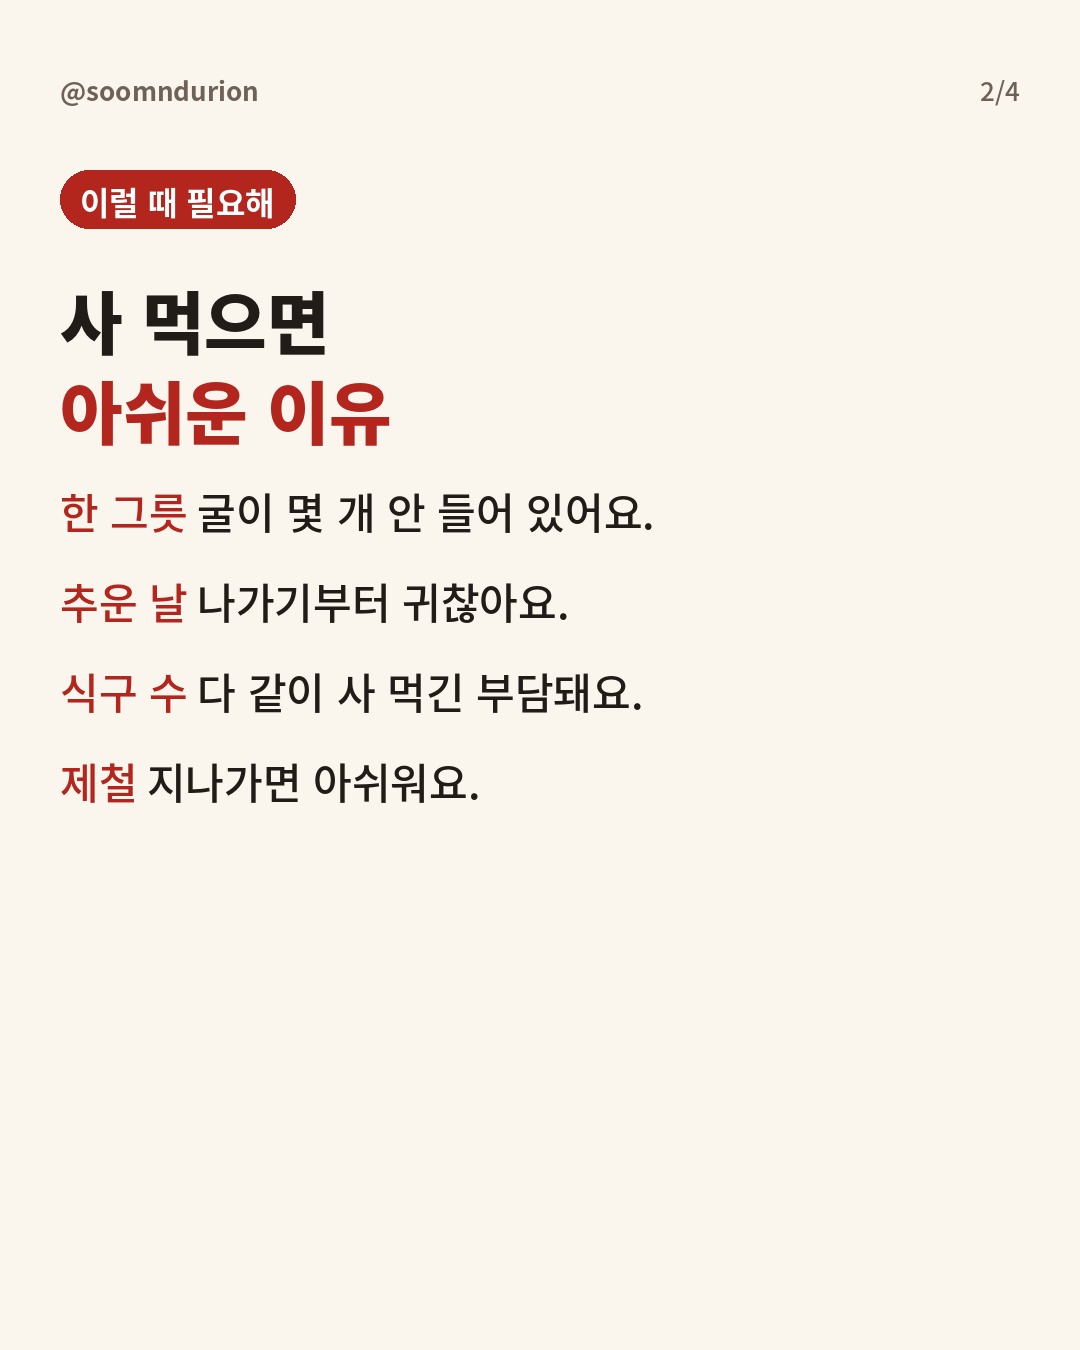 @soomndurion
2/4
이럴 때 필요해
사 먹으면
아쉬운 이유
한 그릇 굴이 몇 개 안 들어 있어요.
추운 날 나가기부터 귀찮아요.
식구 수 다 같이 사 먹긴 부담돼요.
제철 지나가면 아쉬워요.